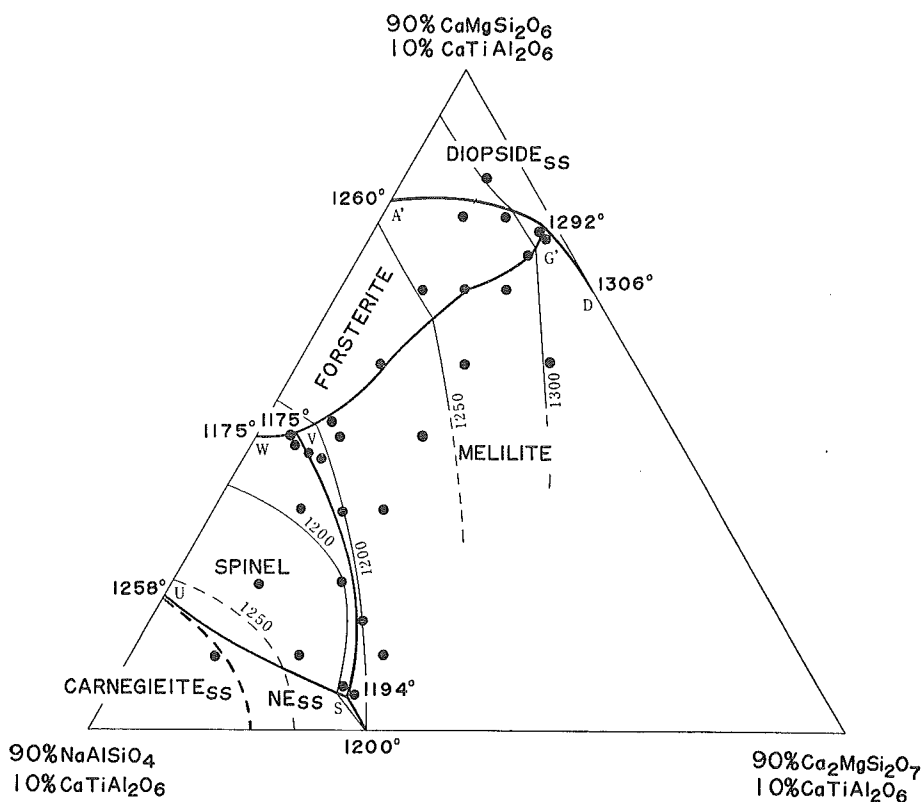 90%CaMgSi₂O₆
10%CaTiAl₂O₆
DIOPSIDEss
1260°
A'
1292°
G'
1306°
D
FORSTERITE
1300
1250
1175°
1175°
W
V
MELILITE
1200
1200
SPINEL
1258°
U
1250
CARNEGIEITEss
NEss
S
1194°
1200°
90%NaAlSiO₄
10%CaTiAl₂O₆
90%Ca₂MgSi₂O₇
10%CaTiAl₂O₆